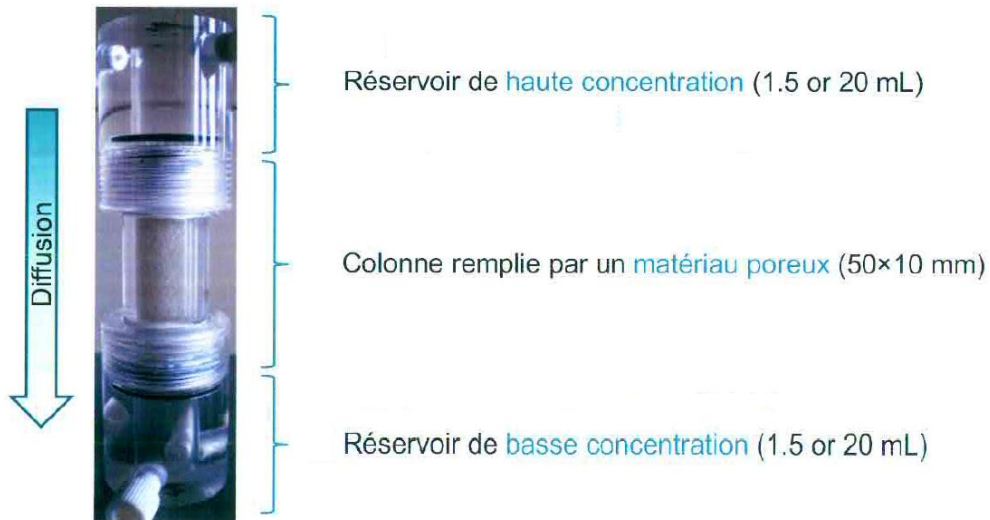 Réservoir de haute concentration (1.5 or 20 mL)
Diffusion
Colonne remplie par un matériau poreux (50×10 mm)
Réservoir de basse concentration (1.5 or 20 mL)